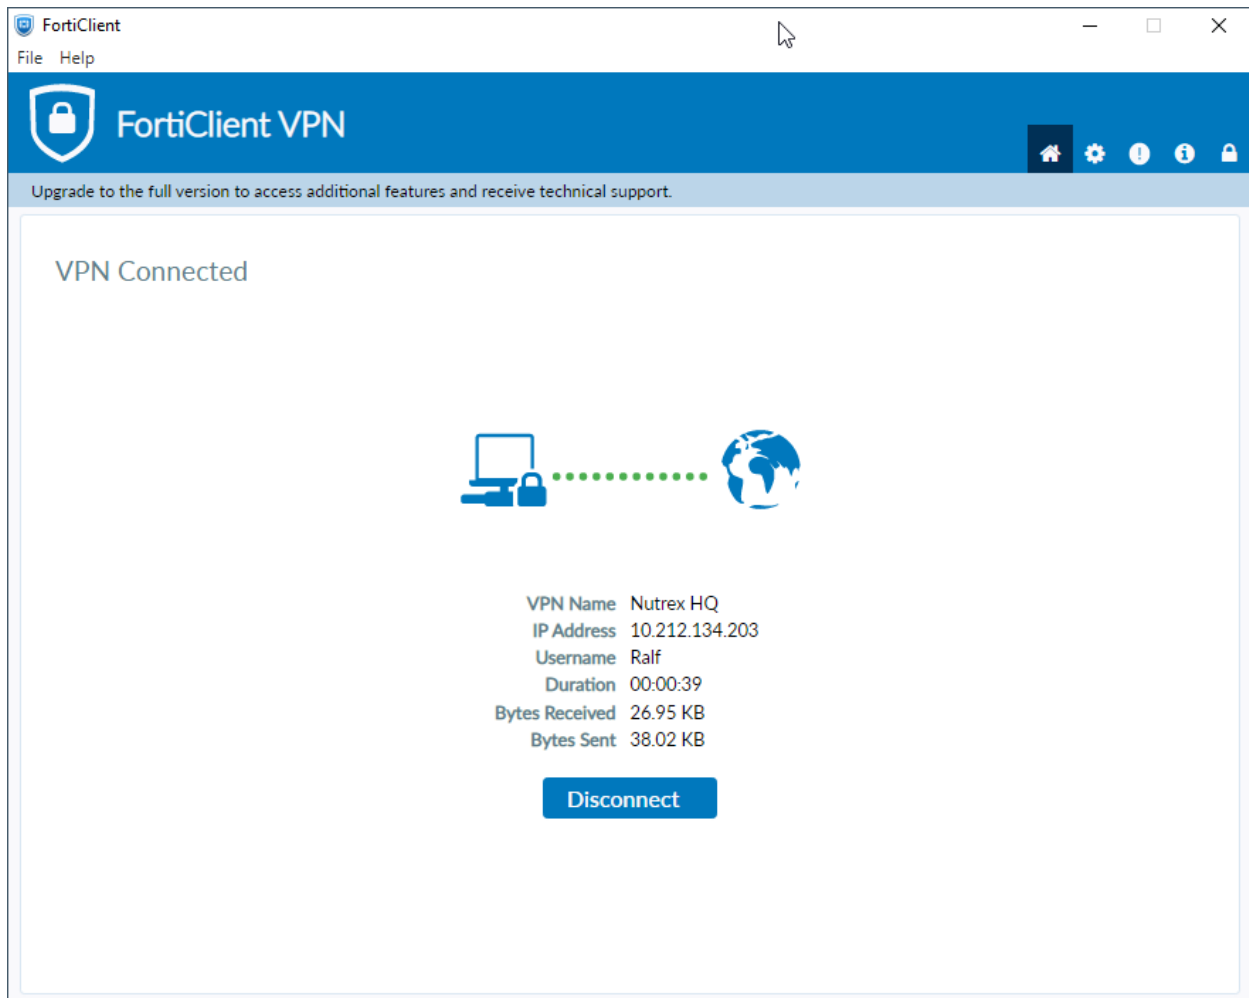 FortiClient
File Help
FortiClient VPN
Upgrade to the full version to access additional features and receive technical support.
VPN Connected
VPN Name Nutrex HQ
IP Address 10.212.134.203
Username Ralf
Duration 00:00:39
Bytes Received 26.95 KB
Bytes Sent 38.02 KB
Disconnect